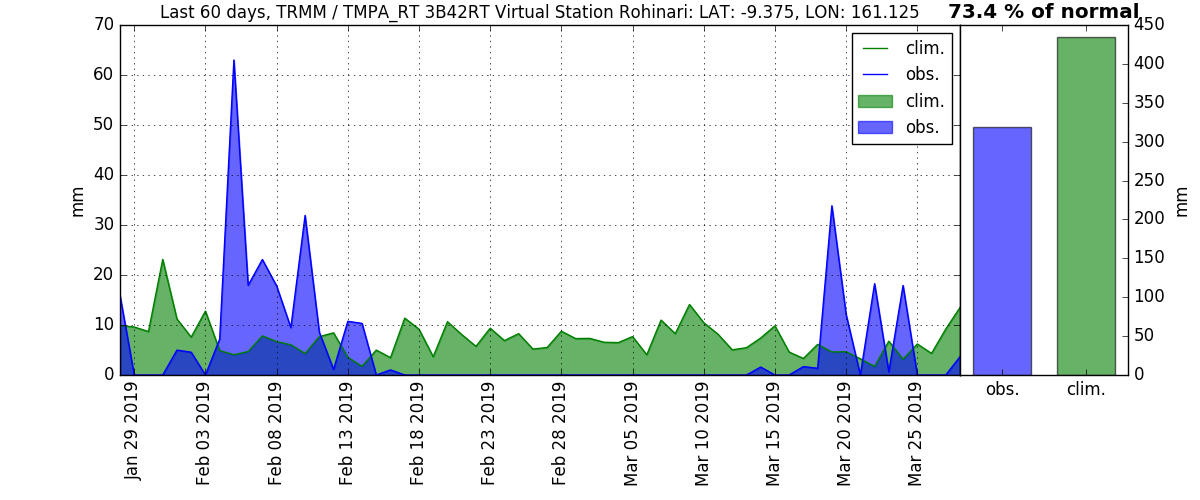 Last 60 days, TRMM / TMPA_RT 3B42RT Virtual Station Rohinari: LAT: -9.375, LON: 161.125
73.4 % of normal
70
60
50
40
30
20
10
0
mm
clim.
obs.
clim.
obs.
450
400
350
300
250
200
150
100
50
0
mm
Jan 29 2019
Feb 03 2019
Feb 08 2019
Feb 13 2019
Feb 18 2019
Feb 23 2019
Feb 28 2019
Mar 05 2019
Mar 10 2019
Mar 15 2019
Mar 20 2019
Mar 25 2019
obs.
clim.